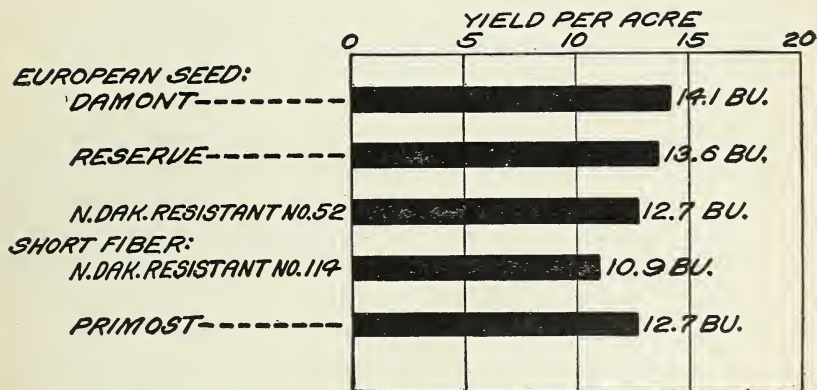 YIELD PER ACRE
0 5 10 15 20
EUROPEAN SEED:
DAMONT------- 14.1 BU.
RESERVE------- 13.6 BU.
N.DAK.RESISTANT NO.52 12.7 BU.
SHORT FIBER:
N.DAK.RESISTANT NO.114 10.9 BU.
PRIMOST------- 12.7 BU.